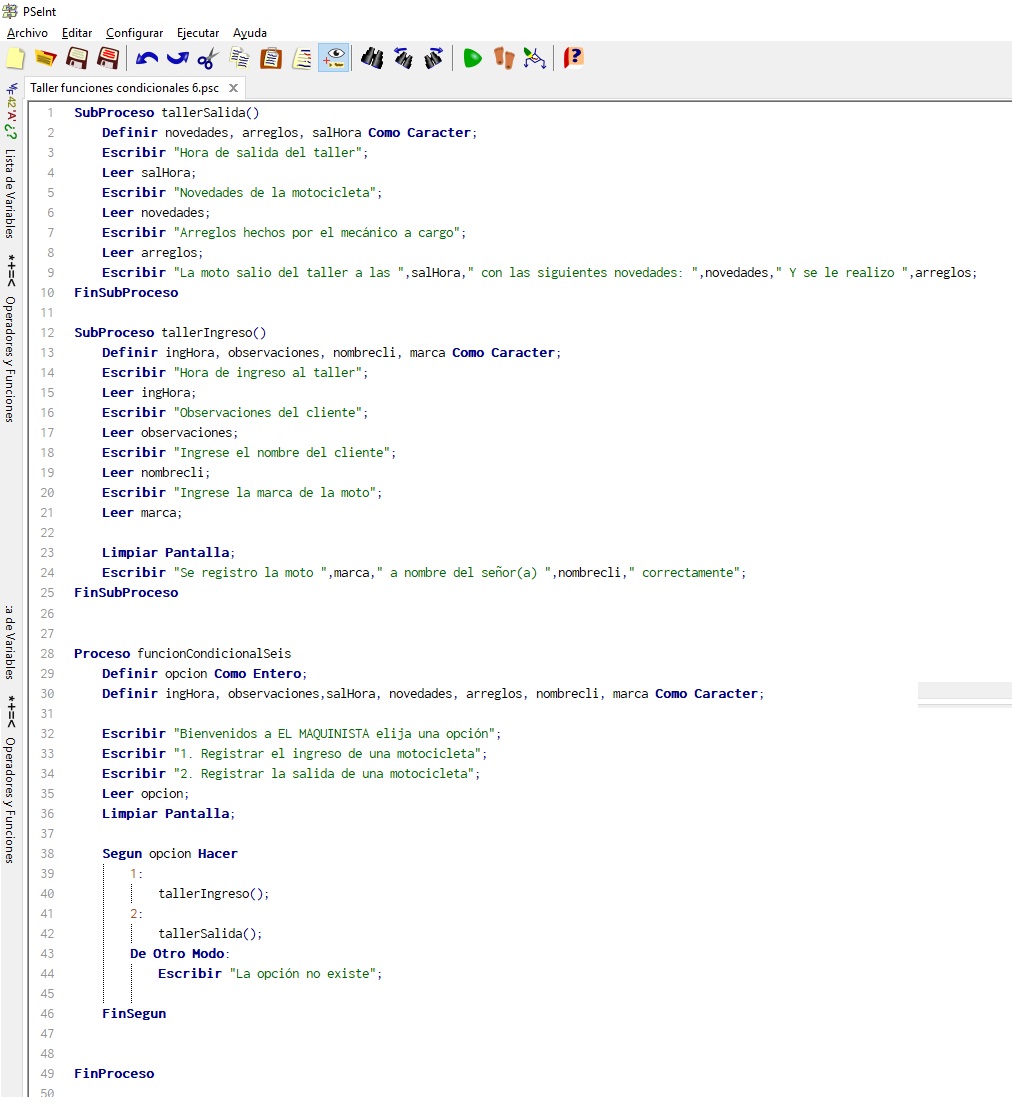 PSeInt
Archivo Editar Configurar Ejecutar Ayuda
Taller funciones condicionales 6.psc X
Lista de Variables
*+=< Operadores y Funciones
ca de Variables
*+=< Operadores y Funciones
1 SubProceso tallerSalida()
2 Definir novedades, arreglos, salHora Como Caracter;
3 Escribir "Hora de salida del taller";
4 Leer salHora;
5 Escribir "Novedades de la motocicleta";
6 Leer novedades;
7 Escribir "Arreglos hechos por el mecánico a cargo";
8 Leer arreglos;
9 Escribir "La moto salio del taller a las ",salHora," con las siguientes novedades: ",novedades," Y se le realizo ",arreglos;
10 FinSubProceso
11
12 SubProceso tallerIngreso()
13 Definir ingHora, observaciones, nombrecli, marca Como Caracter;
14 Escribir "Hora de ingreso al taller";
15 Leer ingHora;
16 Escribir "Observaciones del cliente";
17 Leer observaciones;
18 Escribir "Ingrese el nombre del cliente";
19 Leer nombrecli;
20 Escribir "Ingrese la marca de la moto";
21 Leer marca;
22
23 Limpiar Pantalla;
24 Escribir "Se registro la moto ",marca," a nombre del señor(a) ",nombrecli," correctamente";
25 FinSubProceso
26
27
28 Proceso funcionCondicionalSeis
29 Definir opcion Como Entero;
30 Definir ingHora, observaciones,salHora, novedades, arreglos, nombrecli, marca Como Caracter;
31
32 Escribir "Bienvenidos a EL MAQUINISTA elija una opción";
33 Escribir "1. Registrar el ingreso de una motocicleta";
34 Escribir "2. Registrar la salida de una motocicleta";
35 Leer opcion;
36 Limpiar Pantalla;
37
38 Segun opcion Hacer
39 1:
40 tallerIngreso();
41 2:
42 tallerSalida();
43 De Otro Modo:
44 Escribir "La opción no existe";
45
46 FinSegun
47
48
49 FinProceso
50